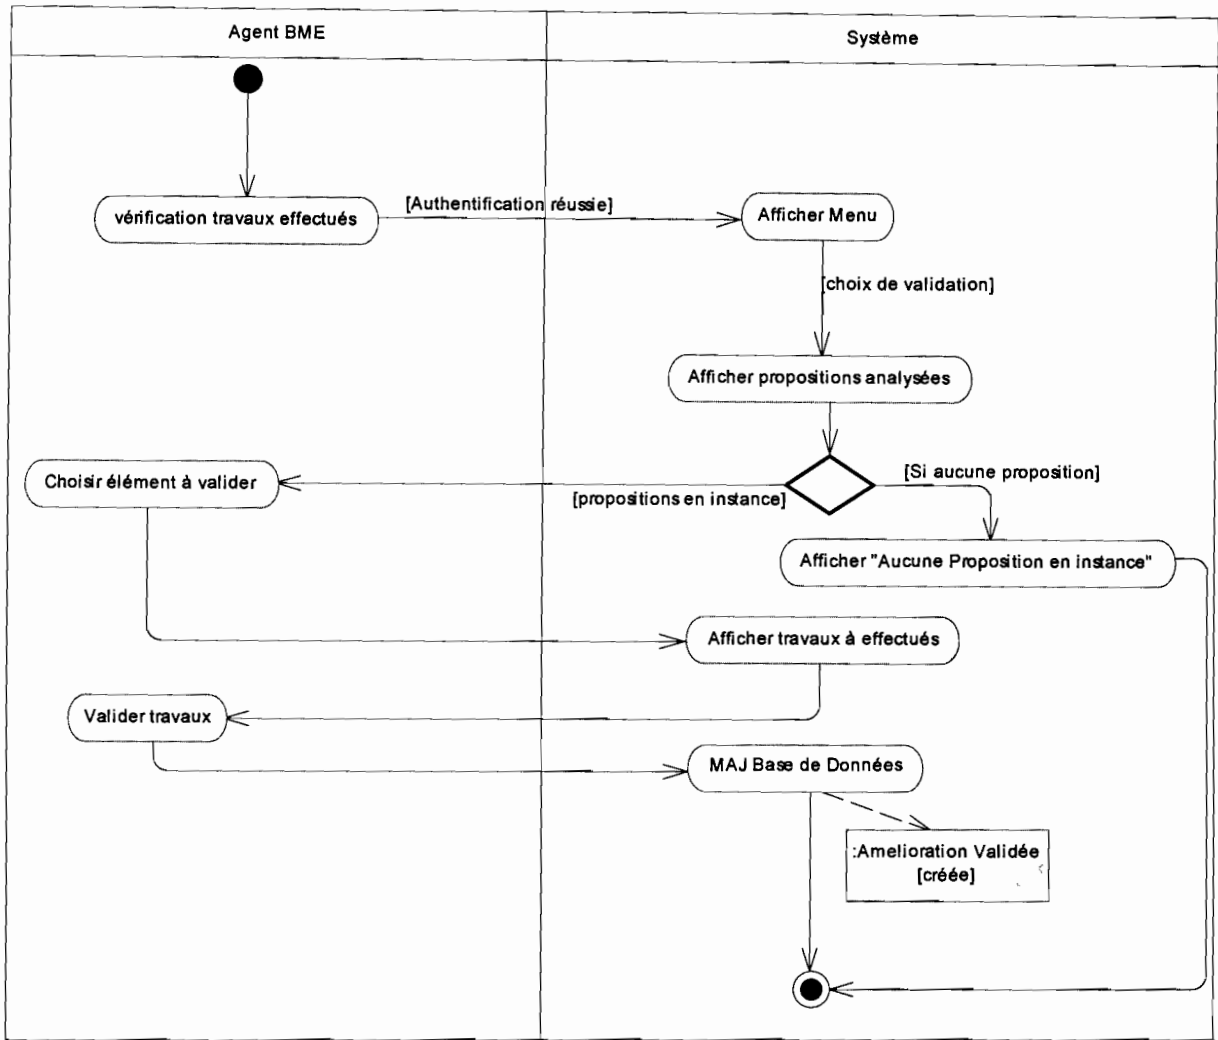 Agent BME
Système
vérification travaux effectués
[Authentification réussie]
Afficher Menu
[choix de validation]
Afficher propositions analysées
Choisir élément à valider
[propositions en instance]
[Si aucune proposition]
Afficher "Aucune Proposition en instance"
Afficher travaux à effectués
Valider travaux
MAJ Base de Données
:Amelioration Validée
[créée]